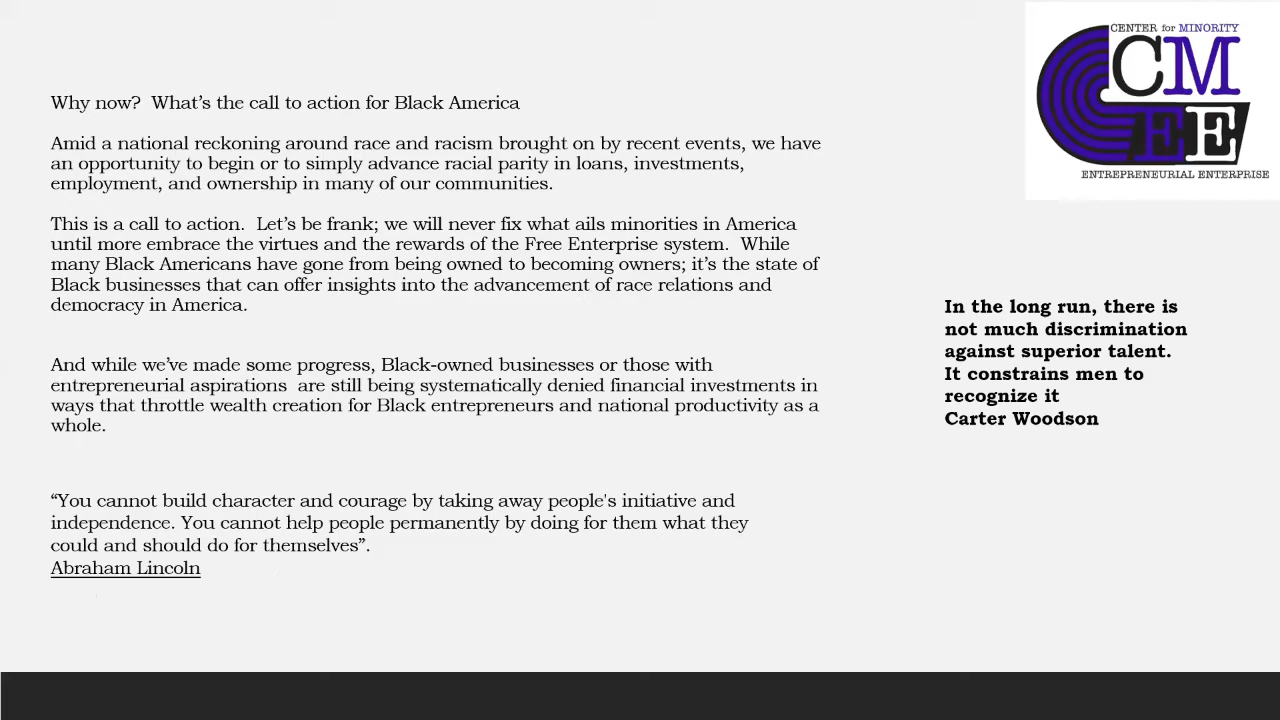 CENTER for MINORITY
CM
EE
ENTREPRENEURIAL ENTERPRISE
Why now?  What’s the call to action for Black America
Amid a national reckoning around race and racism brought on by recent events, we have
an opportunity to begin or to simply advance racial parity in loans, investments,
employment, and ownership in many of our communities.
This is a call to action.  Let’s be frank; we will never fix what ails minorities in America
until more embrace the virtues and the rewards of the Free Enterprise system.  While
many Black Americans have gone from being owned to becoming owners; it’s the state of
Black businesses that can offer insights into the advancement of race relations and
democracy in America.
And while we’ve made some progress, Black-owned businesses or those with
entrepreneurial aspirations  are still being systematically denied financial investments in
ways that throttle wealth creation for Black entrepreneurs and national productivity as a
whole.
“You cannot build character and courage by taking away people's initiative and
independence. You cannot help people permanently by doing for them what they
could and should do for themselves”.
Abraham Lincoln
In the long run, there is
not much discrimination
against superior talent.
It constrains men to
recognize it
Carter Woodson